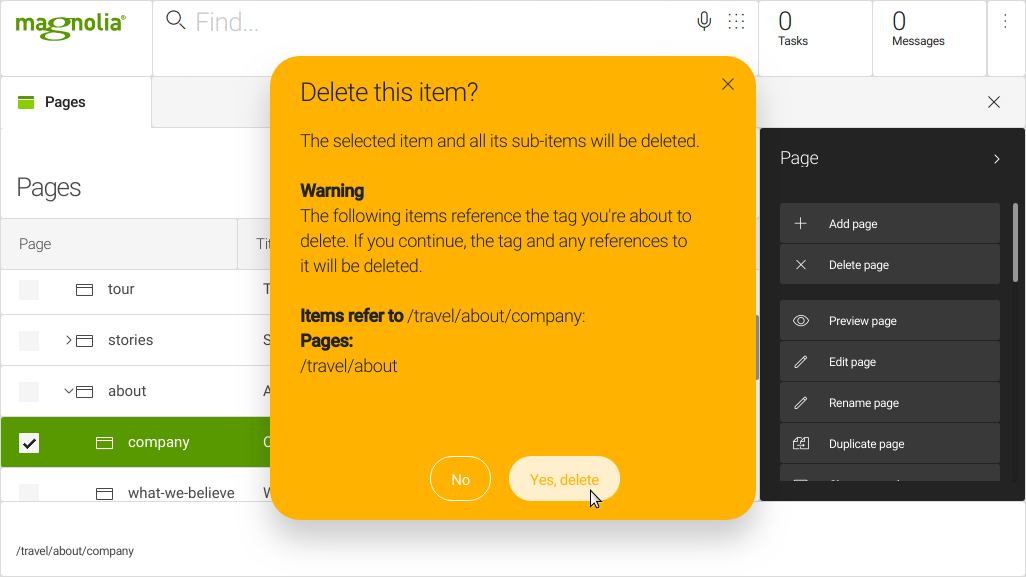 magnolia®
Find...
0
Tasks
0
Messages
Pages
Pages
Page
Tit
tour
T
stories
S
about
A
company
C
what-we-believe
W
/travel/about/company
Delete this item?
The selected item and all its sub-items will be deleted.
Warning
The following items reference the tag you're about to
delete. If you continue, the tag and any references to
it will be deleted.
Items refer to /travel/about/company:
Pages:
/travel/about
No
Yes, delete
Page
Add page
Delete page
Preview page
Edit page
Rename page
Duplicate page